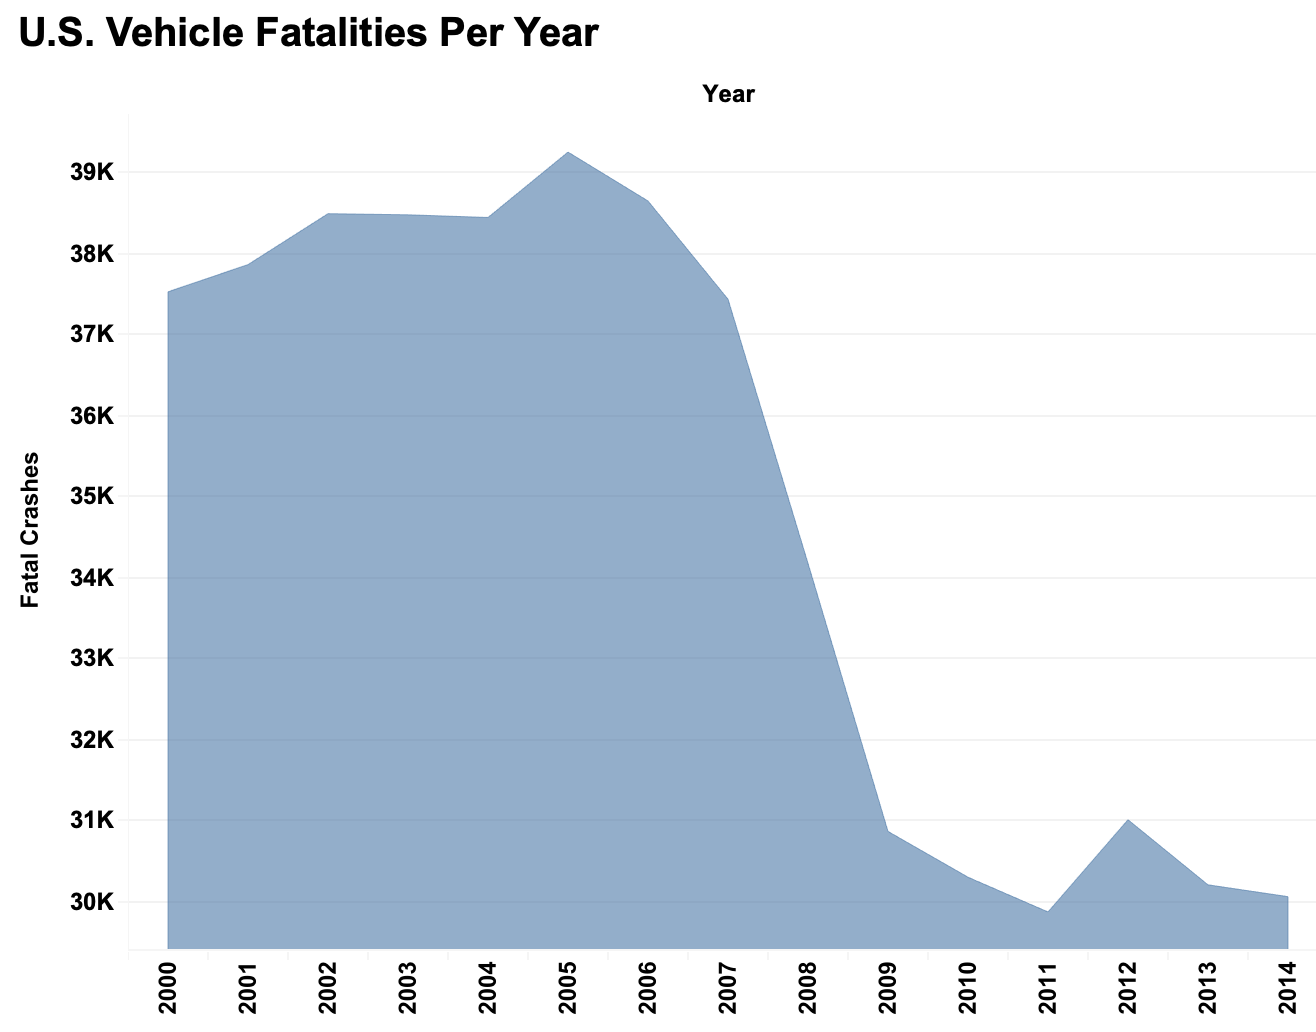 U.S. Vehicle Fatalities Per Year
Year
39K
38K
37K
36K
35K
34K
33K
32K
31K
30K
Fatal Crashes
2000
2001
2002
2003
2004
2005
2006
2007
2008
2009
2010
2011
2012
2013
2014